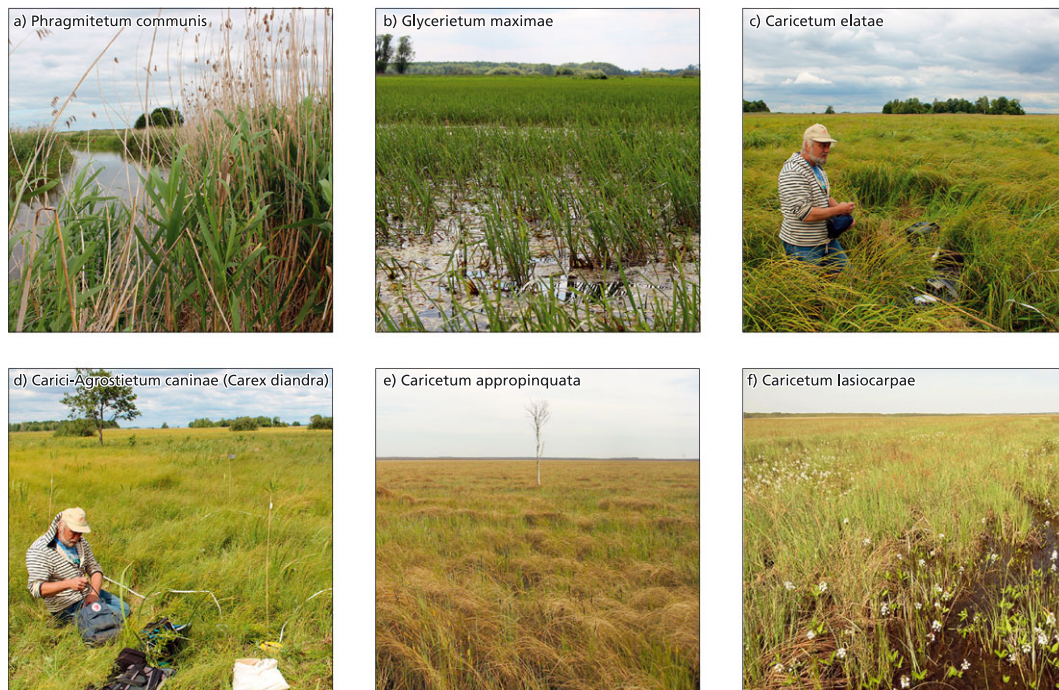 a) Phragmitetum communis
b) Glycerietum maximae
c) Caricetum elatae
d) Carici-Agrostietum caninae (Carex diandra)
e) Caricetum appropinquata
f) Caricetum lasiocarpae